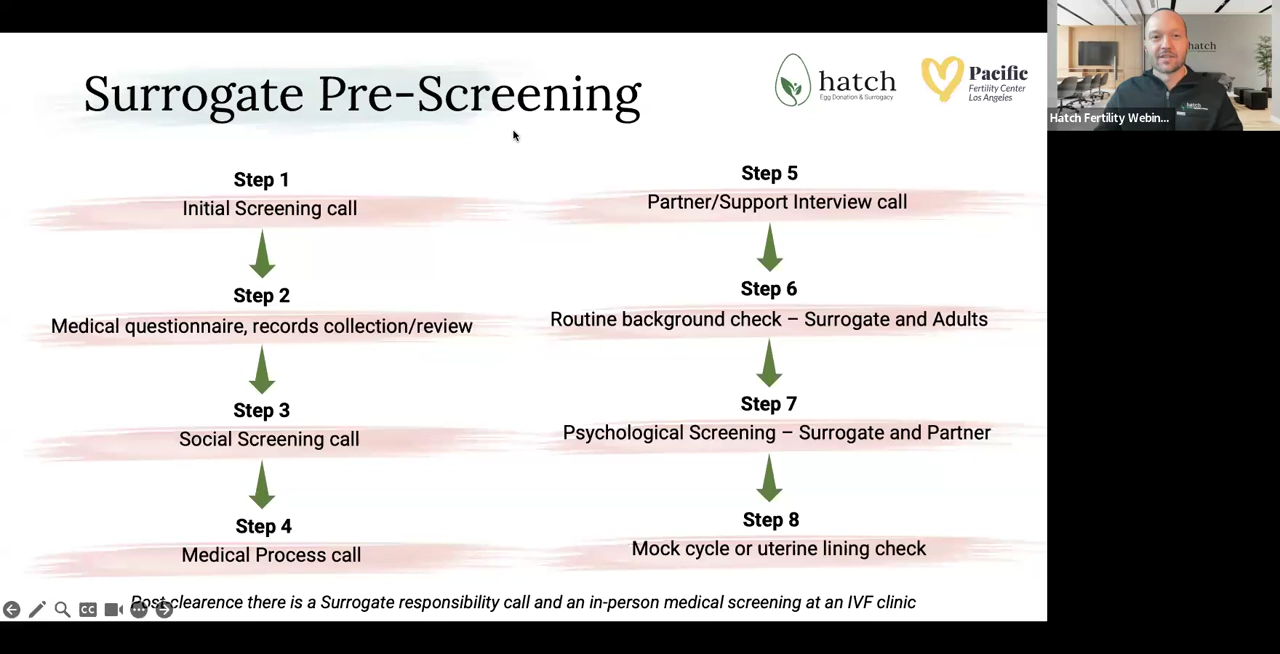 Surrogate Pre-Screening
hatch
Egg Donation & Surrogacy
Pacific
Fertility Center
Los Angeles
Step 1
Initial Screening call
Step 2
Medical questionnaire, records collection/review
Step 3
Social Screening call
Step 4
Medical Process call
Step 5
Partner/Support Interview call
Step 6
Routine background check – Surrogate and Adults
Step 7
Psychological Screening – Surrogate and Partner
Step 8
Mock cycle or uterine lining check
Post clearence there is a Surrogate responsibility call and an in-person medical screening at an IVF clinic
CC
hatch
hatch
Hatch Fertility Webin...